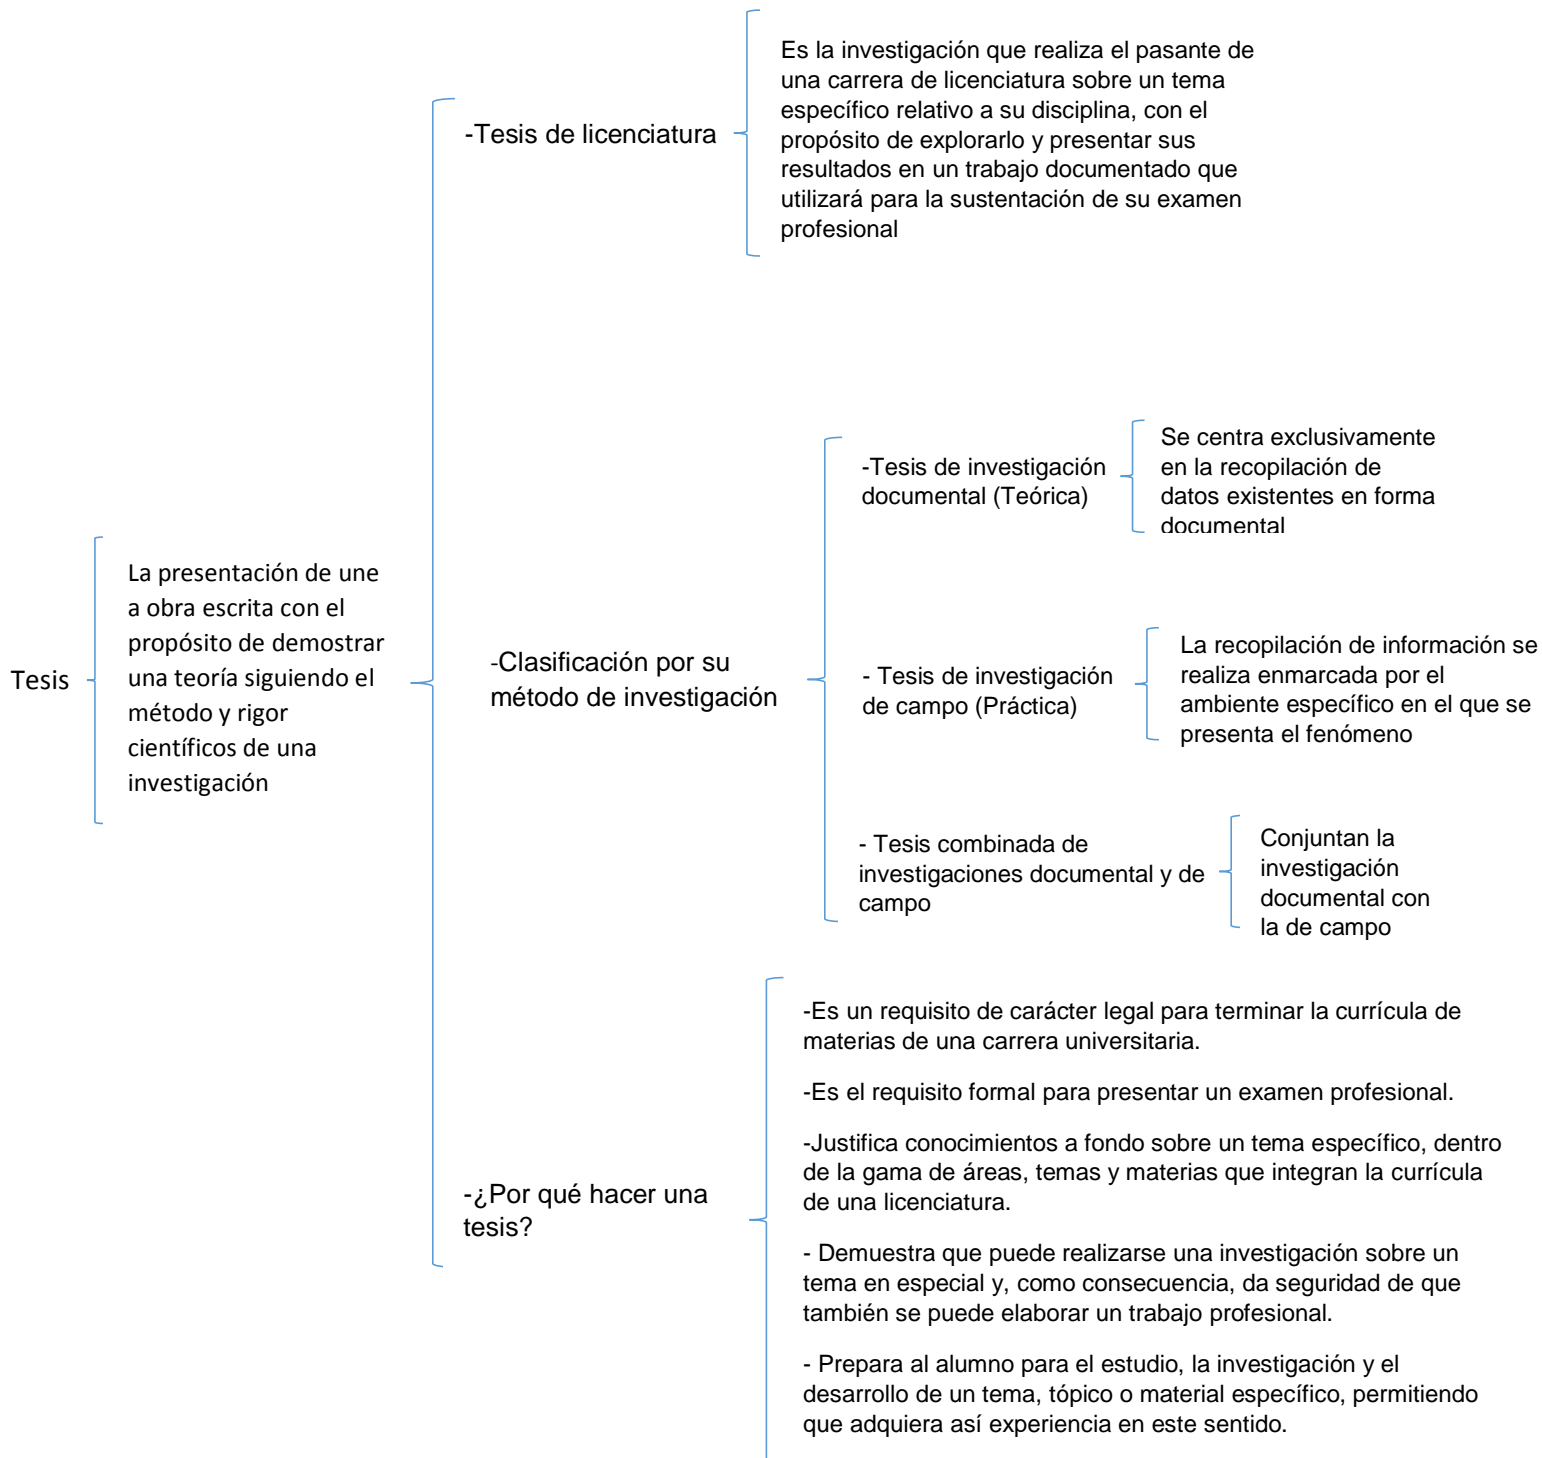 Tesis
La presentación de une
a obra escrita con el
propósito de demostrar
una teoría siguiendo el
método y rigor
científicos de una
investigación
-Tesis de licenciatura
Es la investigación que realiza el pasante de
una carrera de licenciatura sobre un tema
específico relativo a su disciplina, con el
propósito de explorarlo y presentar sus
resultados en un trabajo documentado que
utilizará para la sustentación de su examen
profesional
-Clasificación por su
método de investigación
-Tesis de investigación
documental (Teórica)
Se centra exclusivamente
en la recopilación de
datos existentes en forma
documental
- Tesis de investigación
de campo (Práctica)
La recopilación de información se
realiza enmarcada por el
ambiente específico en el que se
presenta el fenómeno
- Tesis combinada de
investigaciones documental y de
campo
Conjuntan la
investigación
documental con
la de campo
-¿Por qué hacer una
tesis?
-Es un requisito de carácter legal para terminar la currícula de
materias de una carrera universitaria.
-Es el requisito formal para presentar un examen profesional.
-Justifica conocimientos a fondo sobre un tema específico, dentro
de la gama de áreas, temas y materias que integran la currícula
de una licenciatura.
- Demuestra que puede realizarse una investigación sobre un
tema en especial y, como consecuencia, da seguridad de que
también se puede elaborar un trabajo profesional.
- Prepara al alumno para el estudio, la investigación y el
desarrollo de un tema, tópico o material específico, permitiendo
que adquiera así experiencia en este sentido.